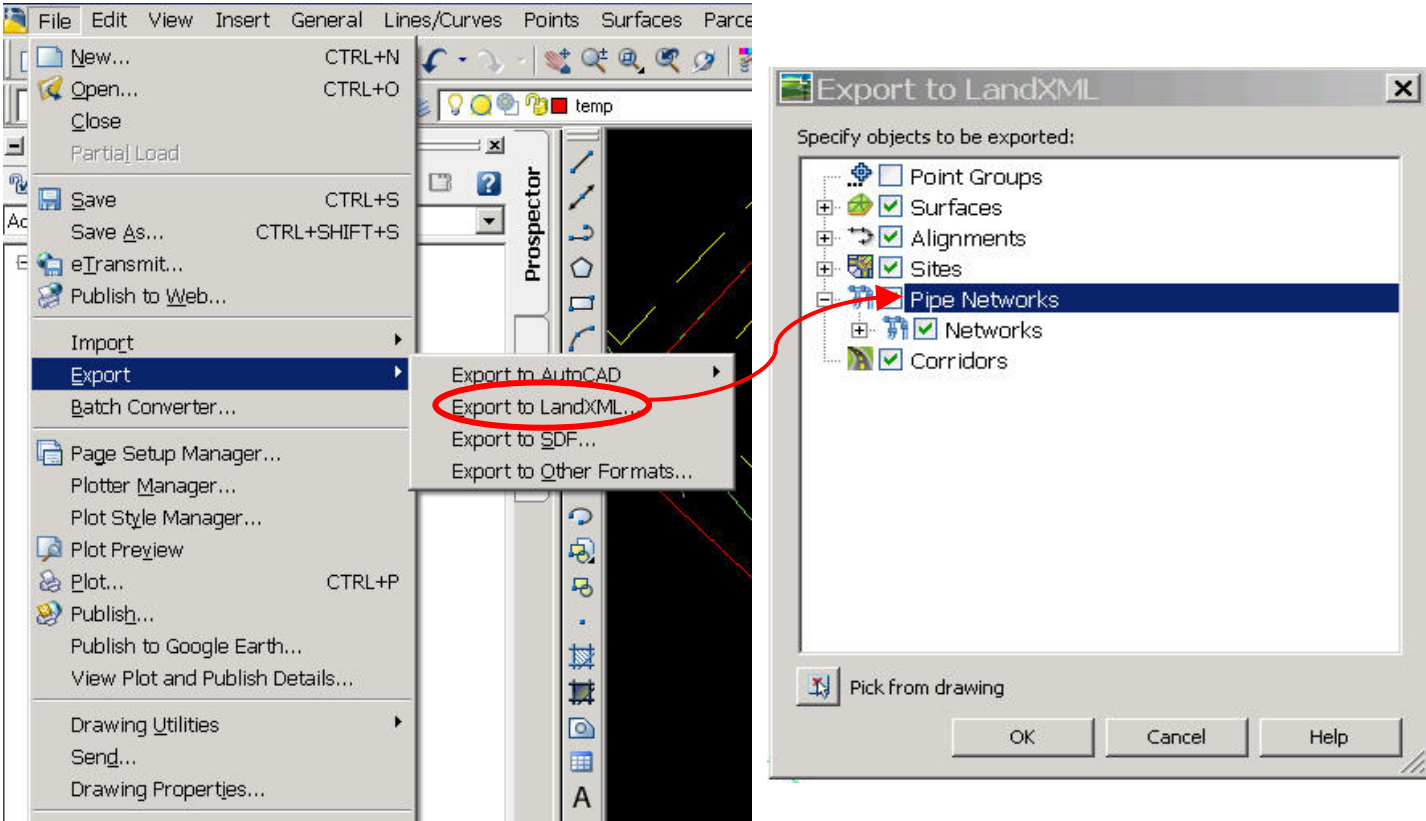 File Edit View Insert General Lines/Curves Points Surfaces Parce
New... CTRL+N
Open... CTRL+O
Close
Partial Load
Save CTRL+S
Save As... CTRL+SHIFT+S
eTransmit...
Publish to Web...
Import
Export
Batch Converter...
Page Setup Manager...
Plotter Manager...
Plot Style Manager...
Plot Preview
Plot... CTRL+P
Publish...
Publish to Google Earth...
View Plot and Publish Details...
Drawing Utilities
Send...
Drawing Properties...
temp
Ac
Prospector
A
Export to AutoCAD
Export to LandXML...
Export to SDF...
Export to Other Formats...
Export to LandXML
Specify objects to be exported:
Point Groups
Surfaces
Alignments
Sites
Pipe Networks
Networks
Corridors
Pick from drawing
OK Cancel Help